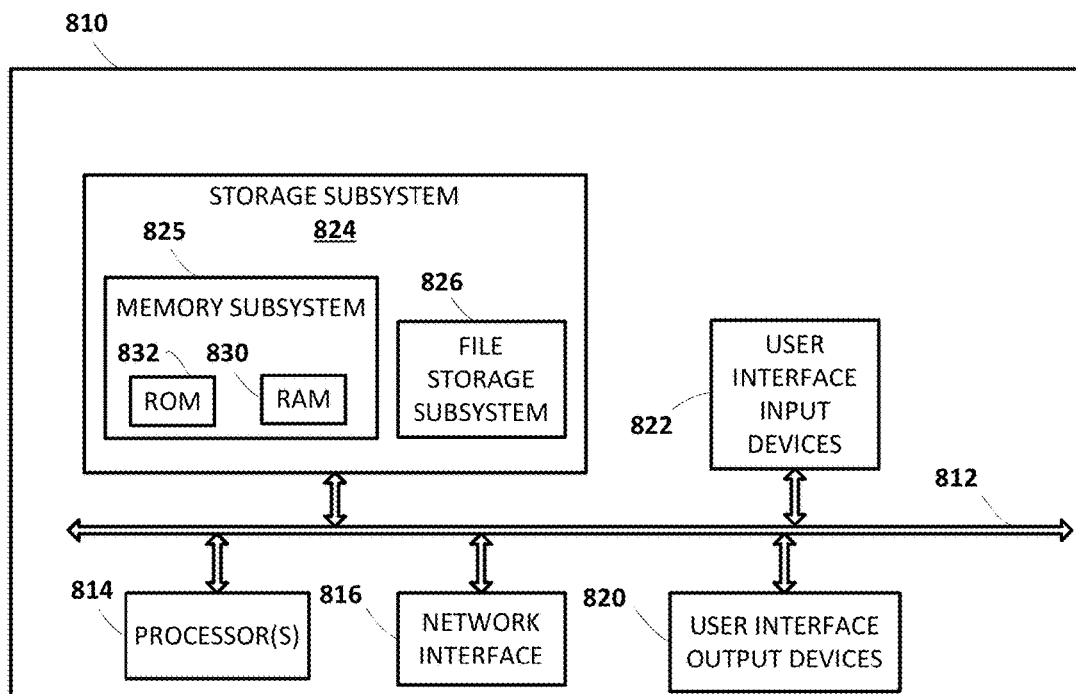 810
STORAGE SUBSYSTEM
824
825
MEMORY SUBSYSTEM
832
830
ROM
RAM
826
FILE
STORAGE
SUBSYSTEM
USER
INTERFACE
INPUT
DEVICES
822
812
814
PROCESSOR(S)
816
NETWORK
INTERFACE
820
USER INTERFACE
OUTPUT DEVICES